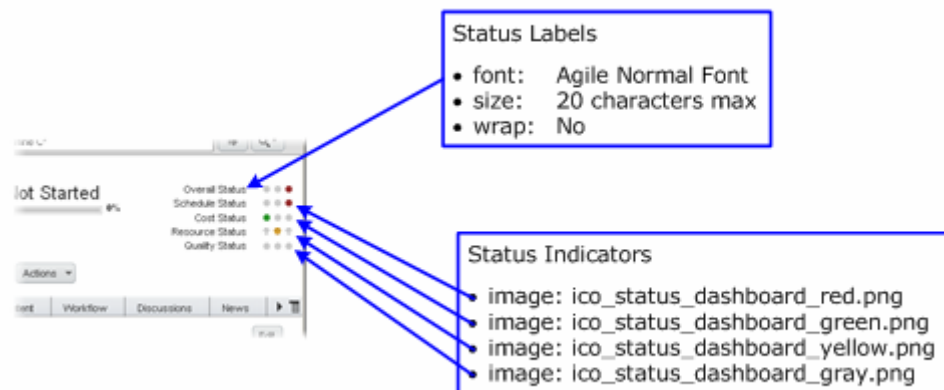 Status Labels
• font: Agile Normal Font
• size: 20 characters max
• wrap: No
Not Started
0%
Overall Status
Schedule Status
Cost Status
Resource Status
Quality Status
Actions
Workflow Discussions News
Status Indicators
• image: ico_status_dashboard_red.png
• image: ico_status_dashboard_green.png
• image: ico_status_dashboard_yellow.png
• image: ico_status_dashboard_gray.png